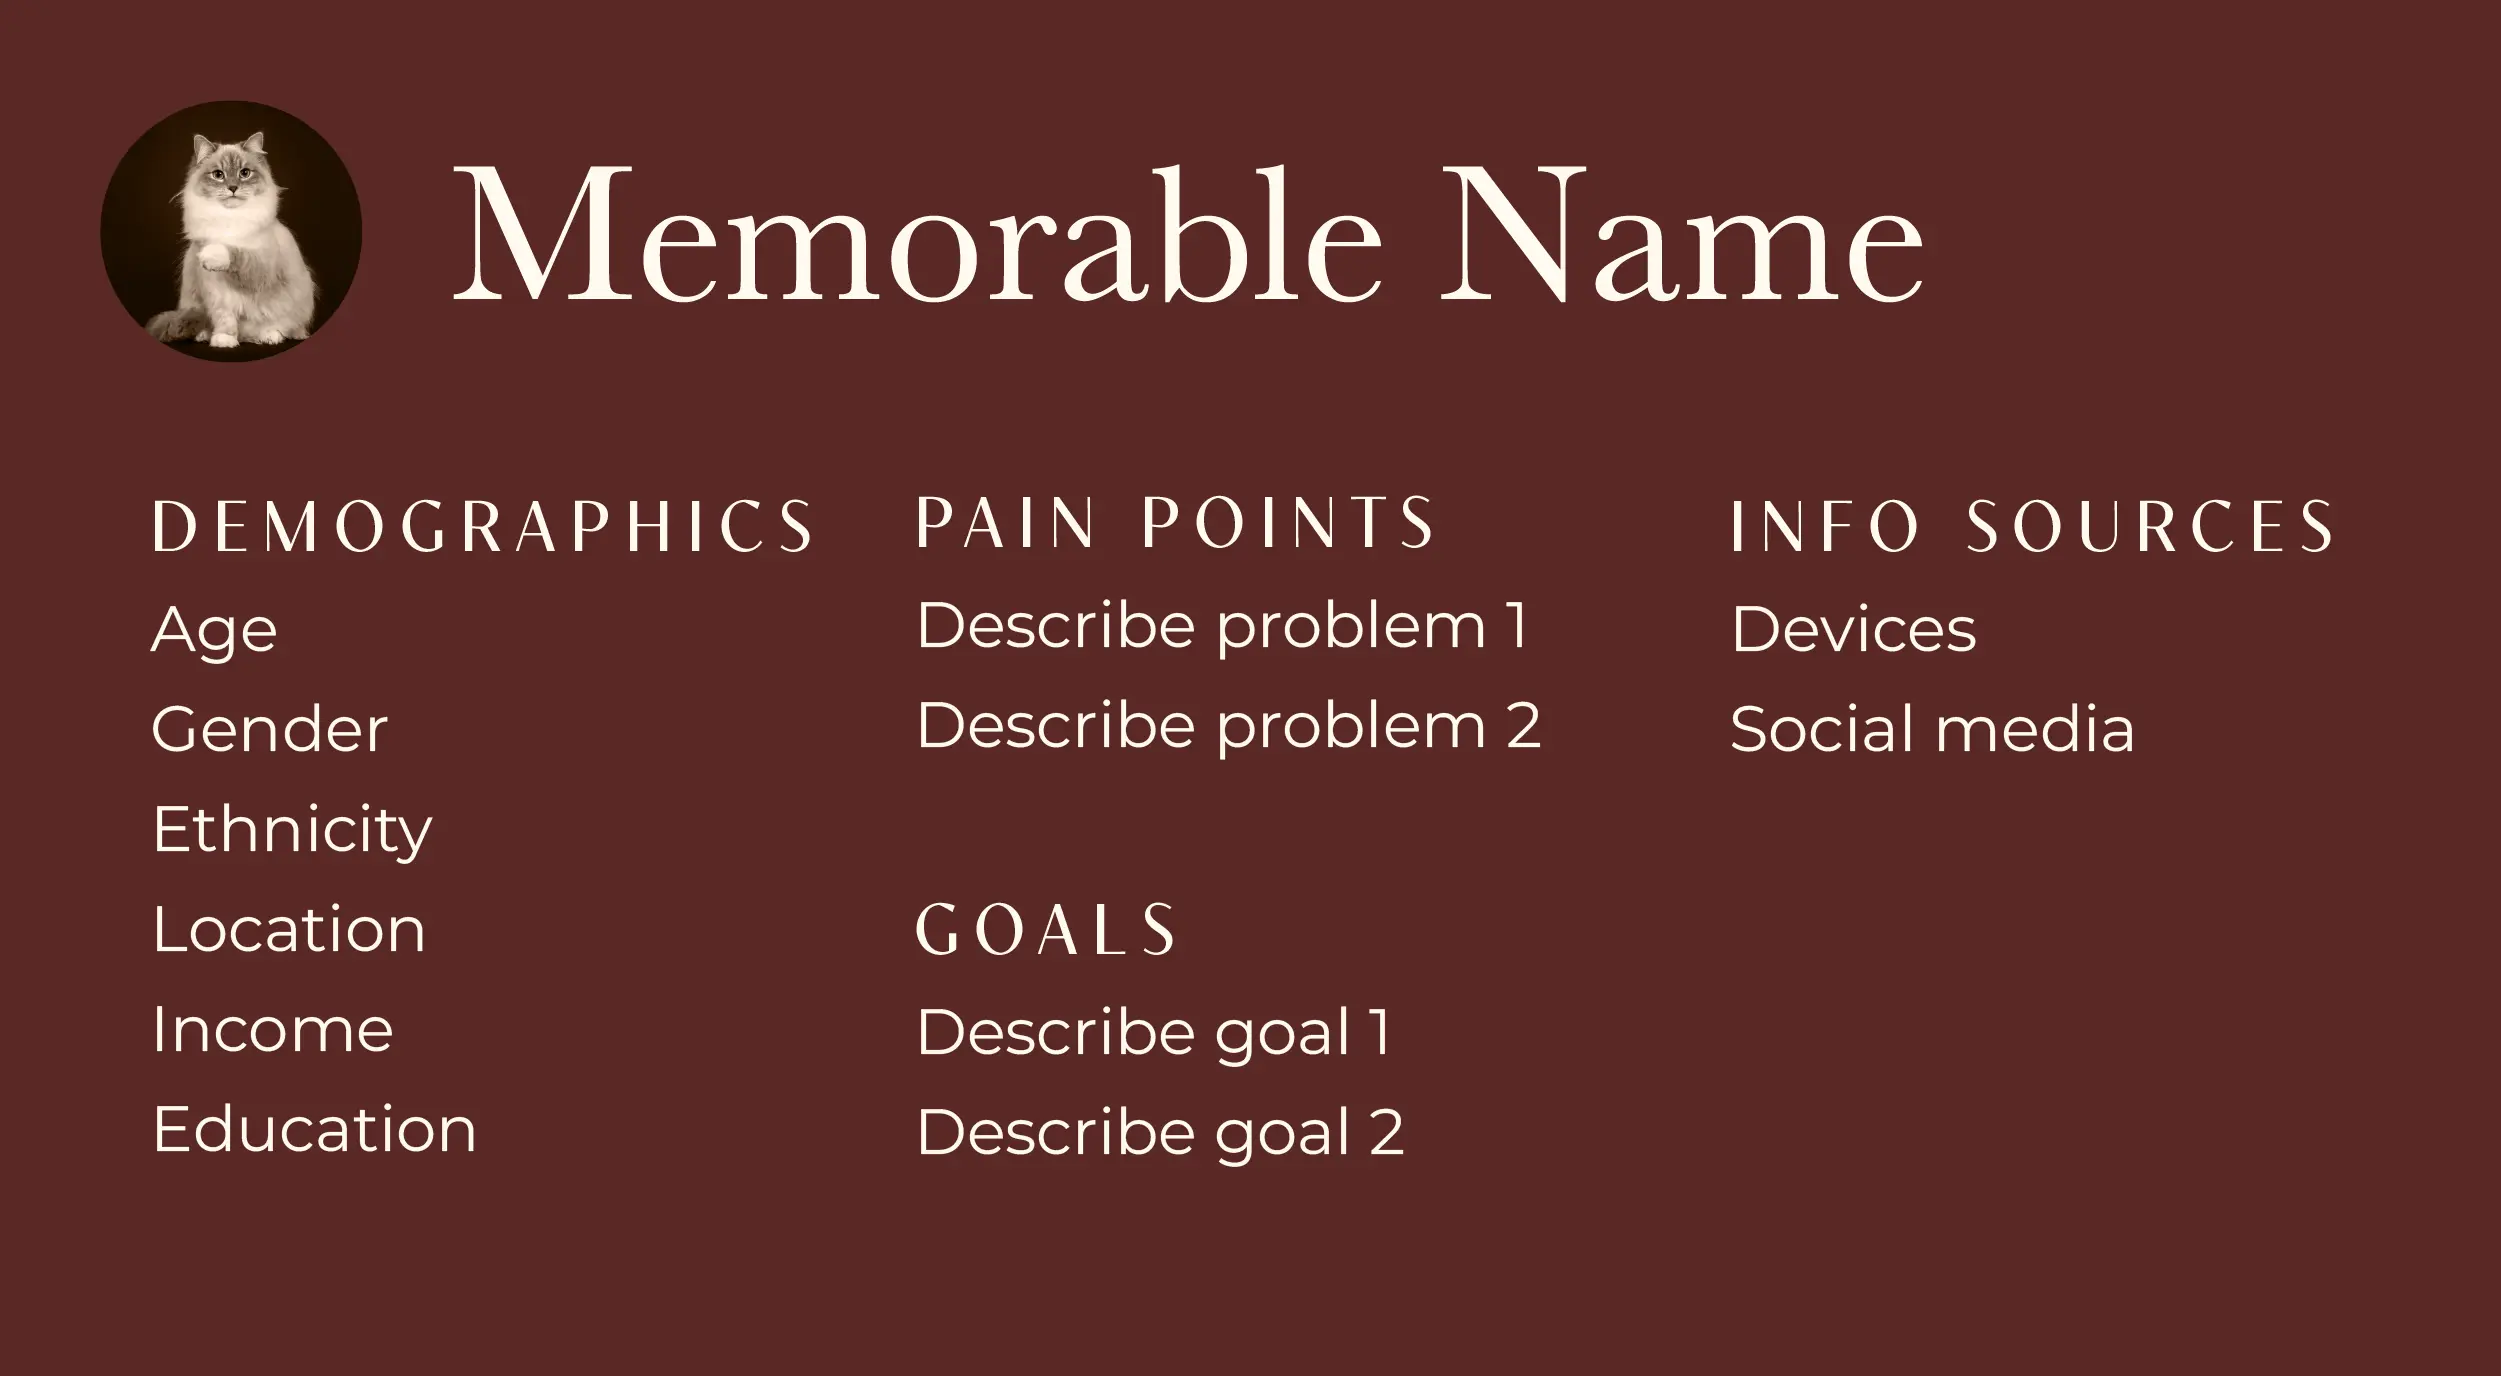 Memorable Name
DEMOGRAPHICS
Age
Gender
Ethnicity
Location
Income
Education
PAIN POINTS
Describe problem 1
Describe problem 2
GOALS
Describe goal 1
Describe goal 2
INFO SOURCES
Devices
Social media